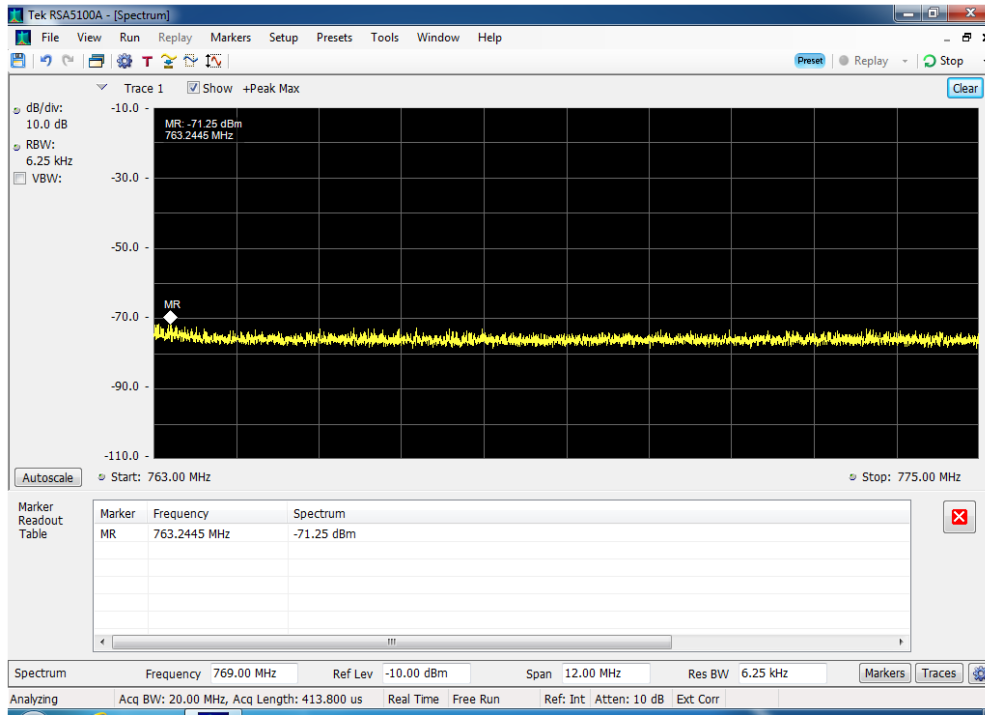 Tek RSA5100A - [Spectrum]
File View Run Replay Markers Setup Presets Tools Window Help
T Preset Replay Stop
Trace 1 Show +Peak Max Clear
dB/div:
10.0 dB
RBW:
6.25 kHz
VBW:
-10.0
-30.0
-50.0
-70.0
-90.0
-110.0
MR: -71.25 dBm
763.2445 MHz
MR
Autoscale Start: 763.00 MHz Stop: 775.00 MHz
Marker
Readout
Table
Marker Frequency Spectrum
MR 763.2445 MHz -71.25 dBm
Spectrum Frequency 769.00 MHz Ref Lev -10.00 dBm Span 12.00 MHz Res BW 6.25 kHz Markers Traces
Analyzing Acq BW: 20.00 MHz, Acq Length: 413.800 us Real Time Free Run Ref: Int Atten: 10 dB Ext Corr